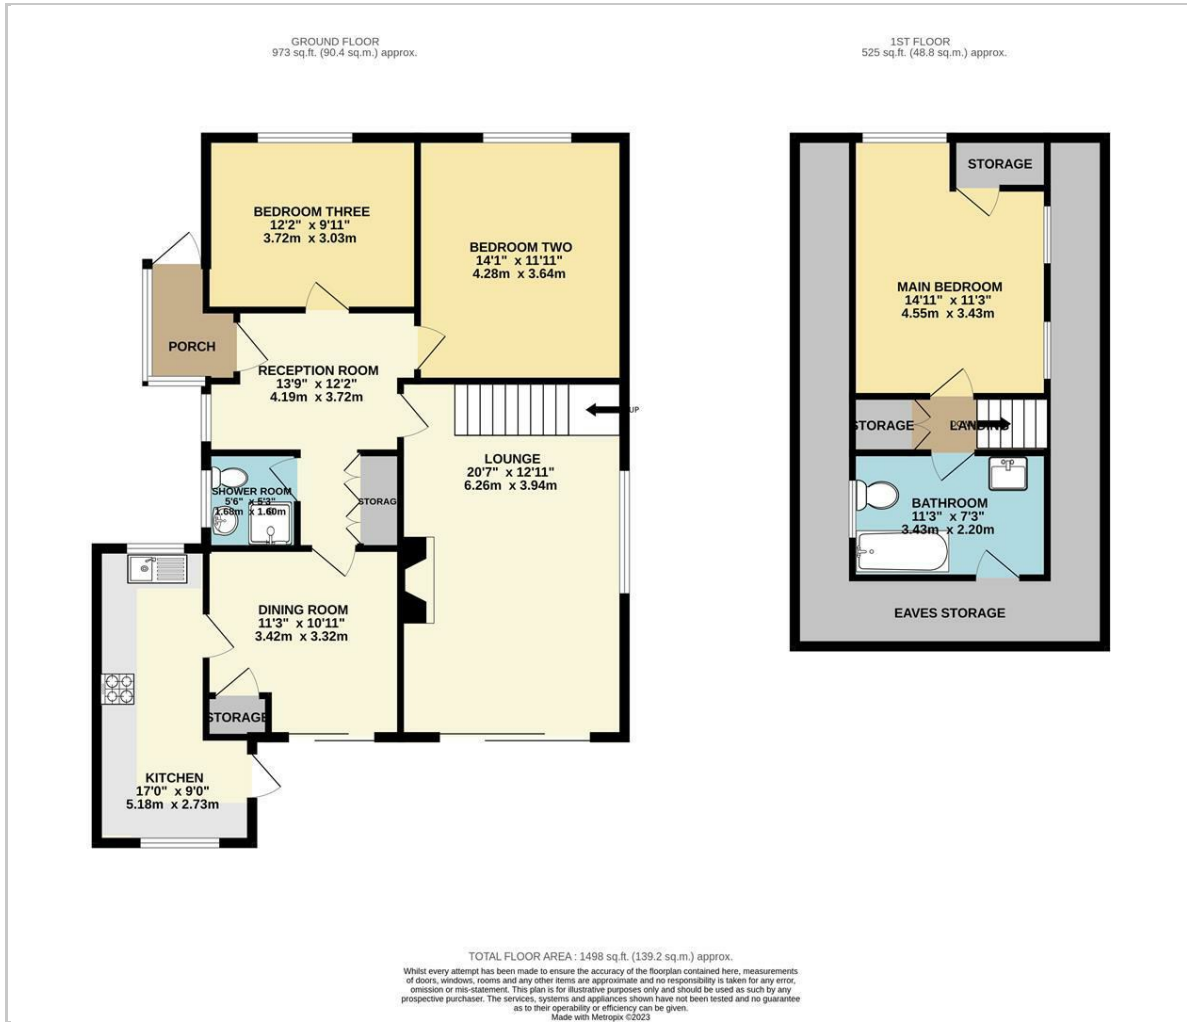 GROUND FLOOR
973 sq.ft. (90.4 sq.m.) approx.
1ST FLOOR
525 sq.ft. (48.8 sq.m.) approx.
BEDROOM THREE
12'2" x 9'11"
3.72m x 3.03m
BEDROOM TWO
14'1" x 11'11"
4.28m x 3.64m
PORCH
RECEPTION ROOM
13'9" x 12'2"
4.19m x 3.72m
UP
LOUNGE
20'7" x 12'11"
6.26m x 3.94m
SHOWER ROOM
5'6" x 5'3"
1.68m x 1.60m
STORAGE
DINING ROOM
11'3" x 10'11"
3.42m x 3.32m
STORAGE
KITCHEN
17'0" x 9'0"
5.18m x 2.73m
STORAGE
MAIN BEDROOM
14'11" x 11'3"
4.55m x 3.43m
STORAGE
LANDING
BATHROOM
11'3" x 7'3"
3.43m x 2.20m
EAVES STORAGE
TOTAL FLOOR AREA : 1498 sq.ft. (139.2 sq.m.) approx.
Whilst every attempt has been made to ensure the accuracy of the floorplan contained here, measurements
of doors, windows, rooms and any other items are approximate and no responsibility is taken for any error,
omission or mis-statement. This plan is for illustrative purposes only and should be used as such by any
prospective purchaser. The services, systems and appliances shown have not been tested and no guarantee
as to their operability or efficiency can be given.
Made with Metropix ©2023